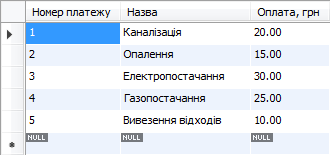 Номер платежу Назва Оплата, грн
1 Каналізація 20.00
2 Опалення 15.00
3 Електропостачання 30.00
4 Газопостачання 25.00
5 Вивезення відходів 10.00
NULL NULL NULL